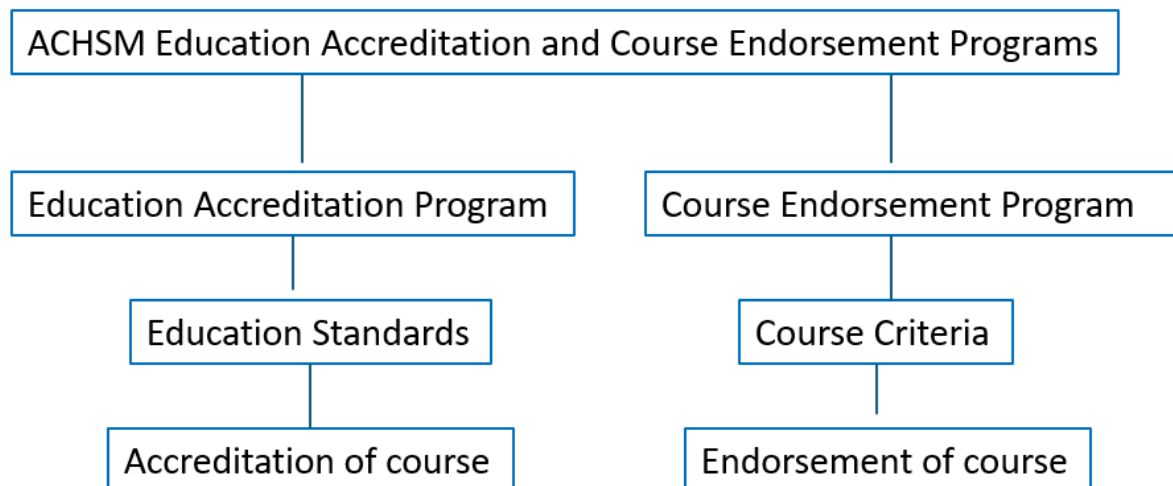 ACHSM Education Accreditation and Course Endorsement Programs
Education Accreditation Program
Course Endorsement Program
Education Standards
Course Criteria
Accreditation of course
Endorsement of course